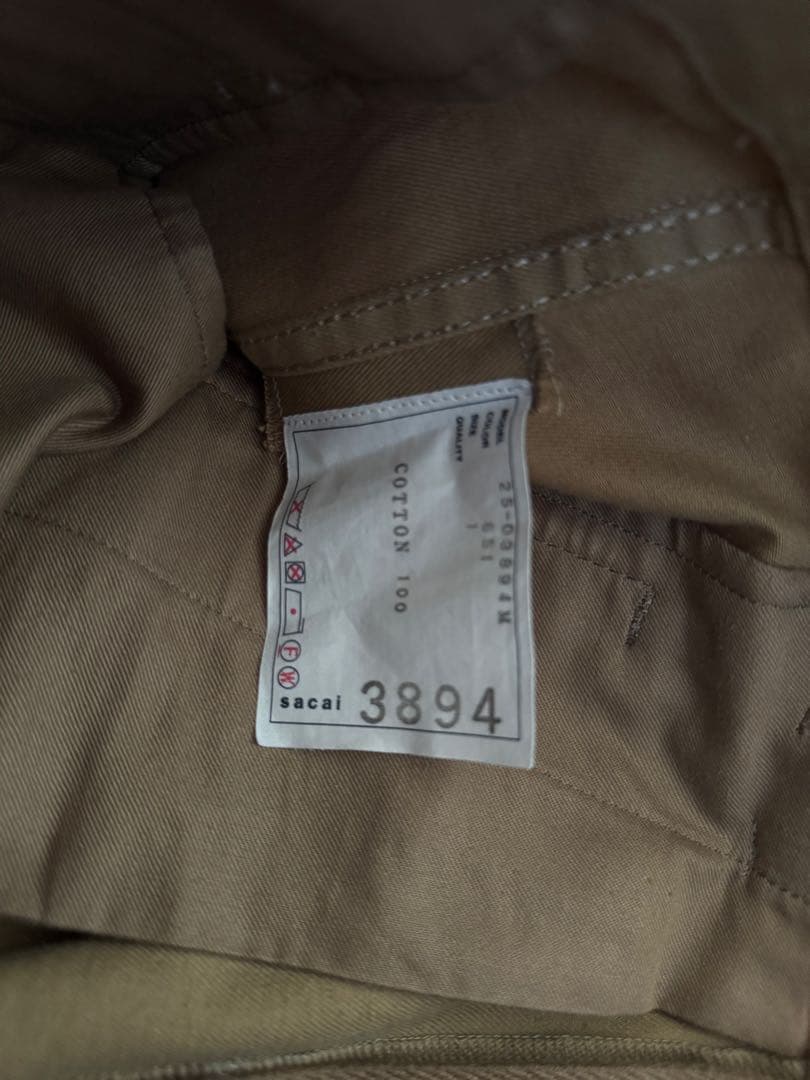 MODEL 25-03894M
COLOR 651
SIZE 1
QUALITY
COTTON 100
F
W
sacai 3894